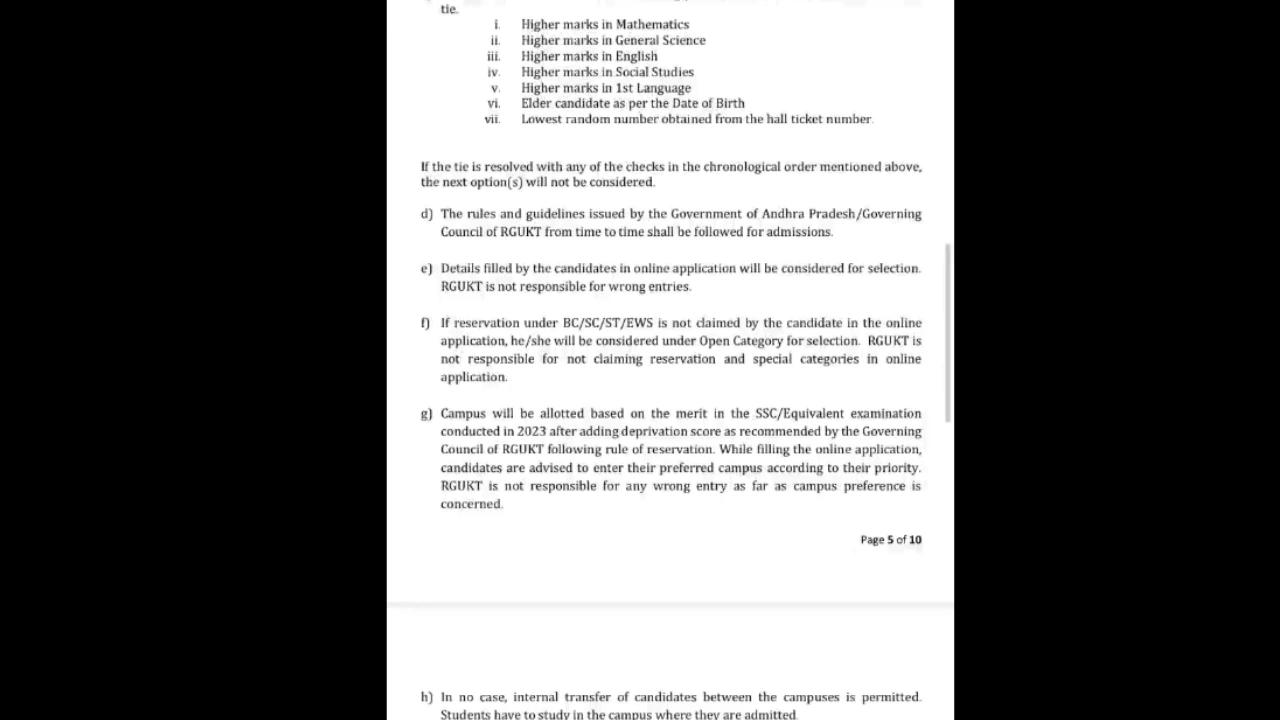 tie.
i. Higher marks in Mathematics
ii. Higher marks in General Science
iii. Higher marks in English
iv. Higher marks in Social Studies
v. Higher marks in 1st Language
vi. Elder candidate as per the Date of Birth
vii. Lowest random number obtained from the hall ticket number.
If the tie is resolved with any of the checks in the chronological order mentioned above,
the next option(s) will not be considered.
d) The rules and guidelines issued by the Government of Andhra Pradesh/Governing
Council of RGUKT from time to time shall be followed for admissions.
e) Details filled by the candidates in online application will be considered for selection.
RGUKT is not responsible for wrong entries.
f) If reservation under BC/SC/ST/EWS is not claimed by the candidate in the online
application, he/she will be considered under Open Category for selection. RGUKT is
not responsible for not claiming reservation and special categories in online
application.
g) Campus will be allotted based on the merit in the SSC/Equivalent examination
conducted in 2023 after adding deprivation score as recommended by the Governing
Council of RGUKT following rule of reservation. While filling the online application,
candidates are advised to enter their preferred campus according to their priority.
RGUKT is not responsible for any wrong entry as far as campus preference is
concerned.
Page 5 of 10
h) In no case, internal transfer of candidates between the campuses is permitted.
Students have to study in the campus where they are admitted.